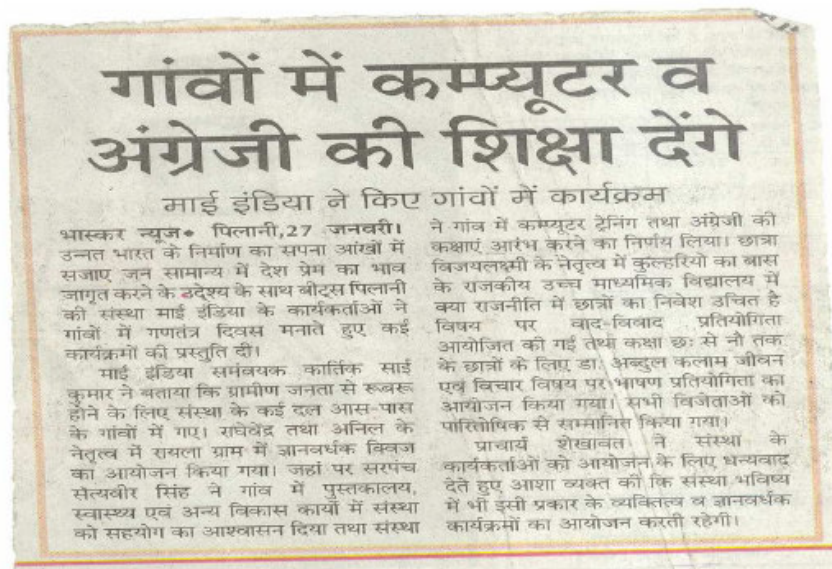 गांवों में कम्प्यूटर व
अंग्रेजी की शिक्षा देंगे
माई इंडिया ने किए गांवों में कार्यक्रम
भास्कर न्यूज• पिलानी,27 जनवरी।
उन्नत भारत के निर्माण का सपना आंखों में
सजाए जन सामान्य में देश प्रेम का भाव
जागृत करने के उदेश्य के साथ बीट्स पिलानी
की संस्था माई इंडिया के कार्यकर्ताओं ने
गांवों में गणतंत्र दिवस मनाते हुए कई
कार्यक्रमों की प्रस्तुति दी।
माई इंडिया समंवयक कार्तिक साई
कुमार ने बताया कि ग्रामीण जनता से रूबरू
होने के लिए संस्था के कई दल आस-पास
के गांवों में गए। राघवेंद्र तथा अनिल के
नेतृत्व में रायला ग्राम में ज्ञानवर्धक क्विज
का आयोजन किया गया। जहां पर सरपंच
सत्यवीर सिंह ने गांव में पुस्तकालय,
स्वास्थ्य एवं अन्य विकास कार्यो में संस्था
को सहयोग का आश्वासन दिया तथा संस्था
ने गांव में कम्प्यूटर ट्रेनिंग तथा अंग्रेजी की
कक्षाएं आरंभ करने का निर्णय लिया। छात्रा
विजयलक्ष्मी के नेतृत्व में कुल्हरियो का बास
के राजकीय उच्च माध्यमिक विद्यालय में
क्या राजनीति में छात्रों का निवेश उचित है
विषय पर वाद-विवाद प्रतियोगिता
आयोजित की गई तथा कक्षा छः से नौ तक
के छात्रों के लिए डा. अब्दुल कलाम जीवन
एवं विचार विषय पर भाषण प्रतियोगिता का
आयोजन किया गया। सभी विजेताओं को
पारितोषिक से सम्मानित किया गया।
प्राचार्य शेखावत ने संस्था के
कार्यकर्ताओं को आयोजन के लिए धन्यवाद
देते हुए आशा व्यक्त की कि संस्था भविष्य
में भी इसी प्रकार के व्यक्तित्व व ज्ञानवर्धक
कार्यक्रमों का आयोजन करती रहेगी।